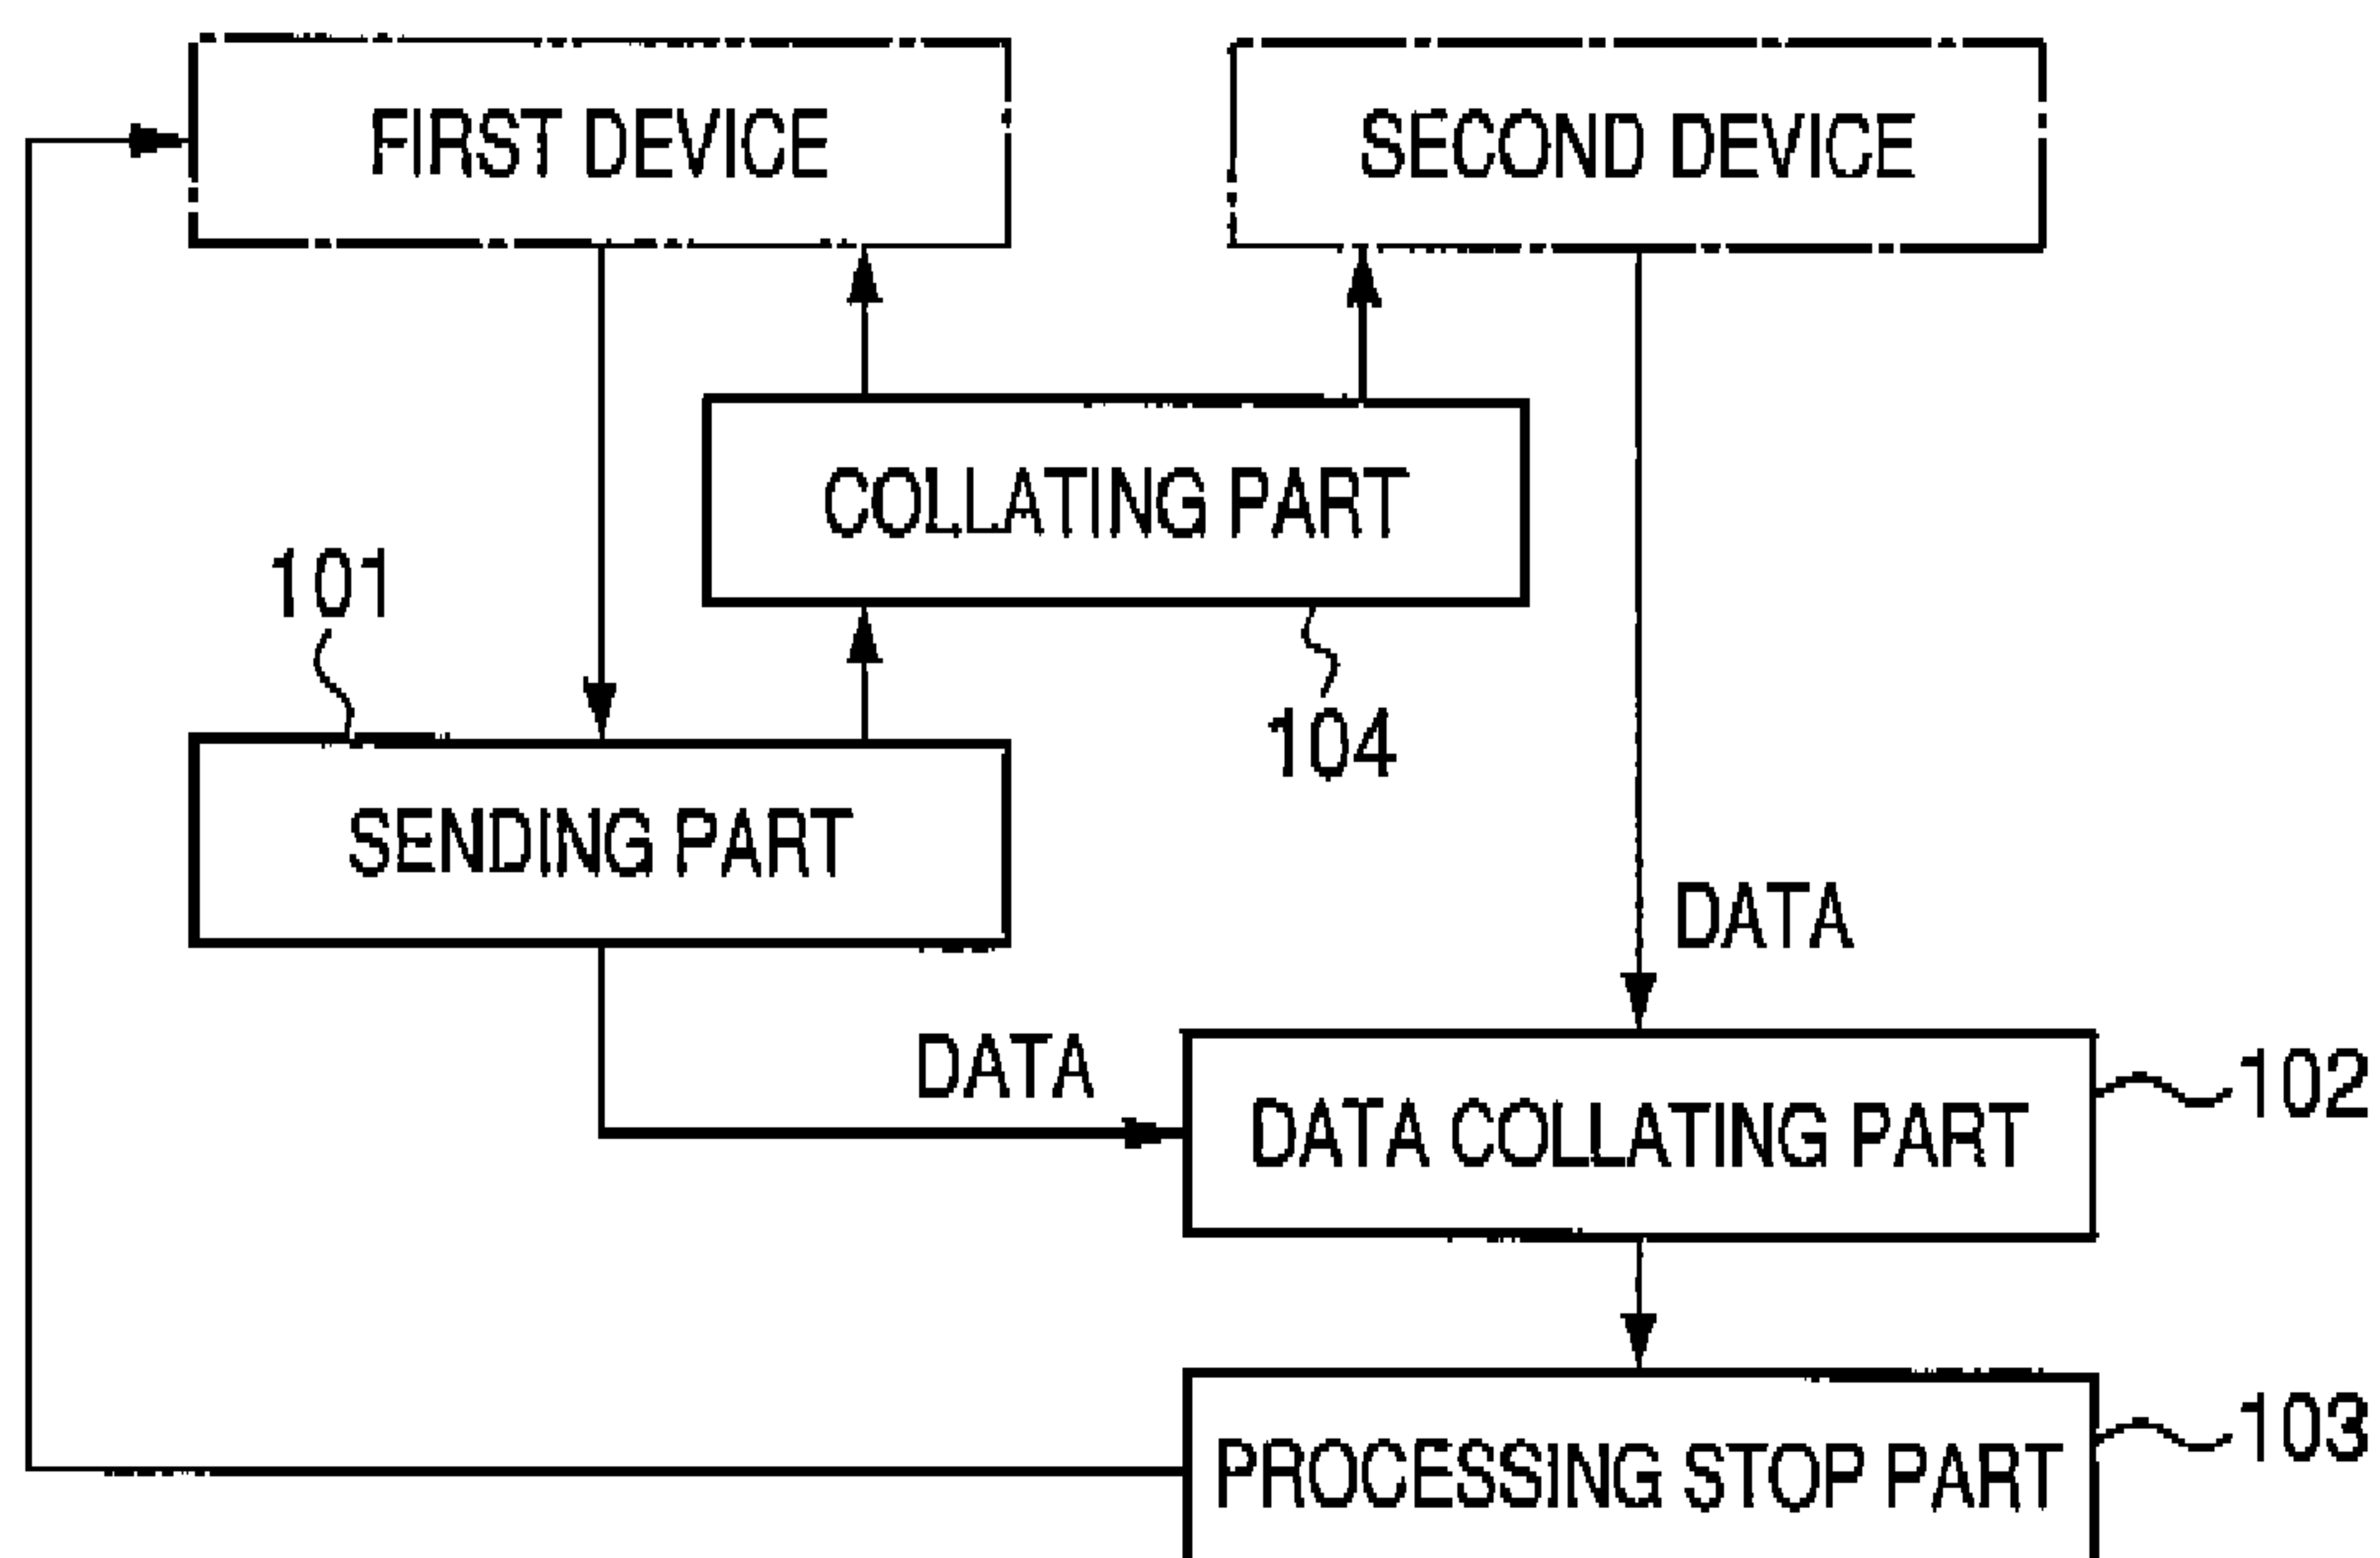 FIRST DEVICE
SECOND DEVICE
COLLATING PART
101
104
SENDING PART
DATA
DATA
DATA COLLATING PART
102
PROCESSING STOP PART
103